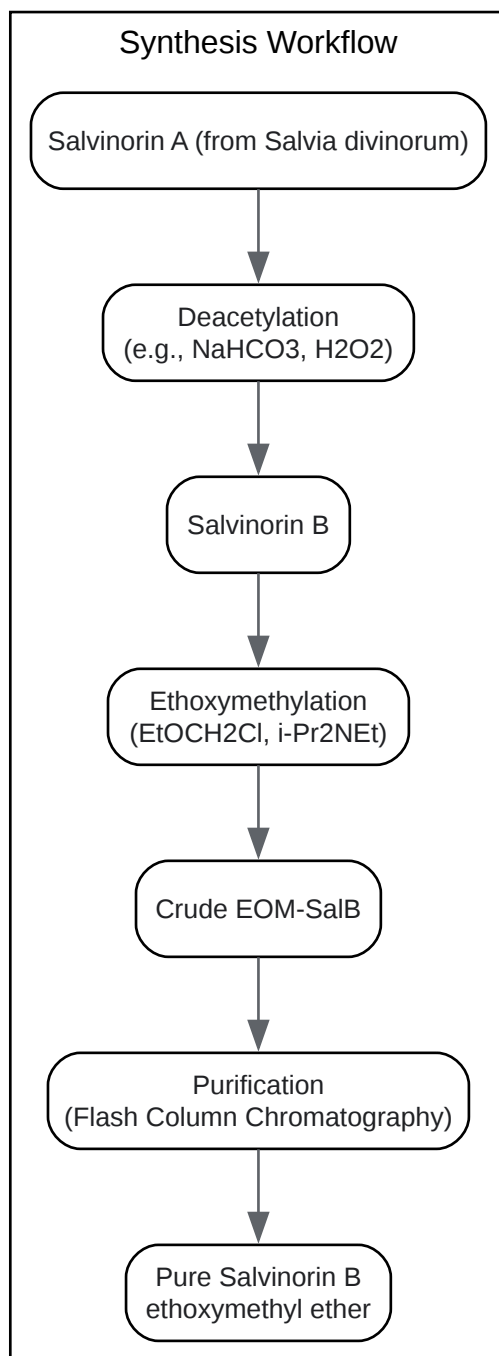 Synthesis Workflow
Salvinorin A (from Salvia divinorum)
Deacetylation
(e.g., NaHCO3, H2O2)
Salvinorin B
Ethoxymethylation
(EtOCH2Cl, i-Pr2NEt)
Crude EOM-SalB
Purification
(Flash Column Chromatography)
Pure Salvinorin B
ethoxymethyl ether